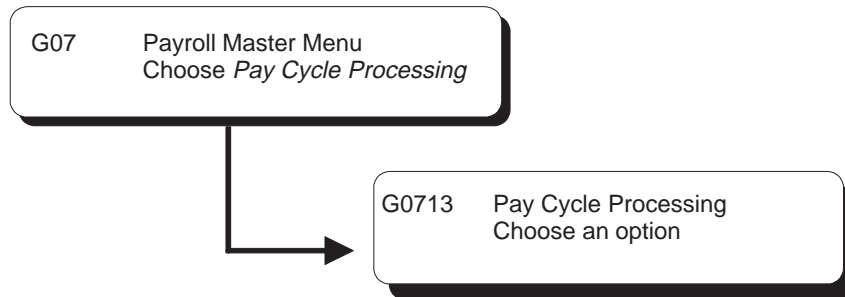 G07 Payroll Master Menu
Choose Pay Cycle Processing
G0713 Pay Cycle Processing
Choose an option